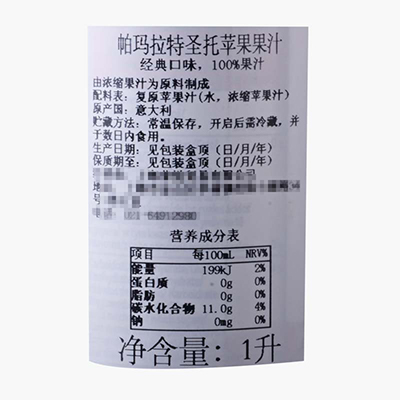 帕玛拉特圣托苹果果汁
经典口味，100%果汁
由浓缩果汁为原料制成
配料表：复原苹果汁(水，浓缩苹果汁)
原产国：意大利
贮藏方法：常温保存，开启后需冷藏，并
于数日内食用。
生产日期：见包装盒顶（日/月/年）
保质期至：见包装盒顶（日/月/年）
营养成分表
项目 每100mL NRV%
能量 199kJ 2%
蛋白质 0g 0%
脂肪 0g 0%
碳水化合物 11.0g 4%
钠 0mg 0%
净含量：1升